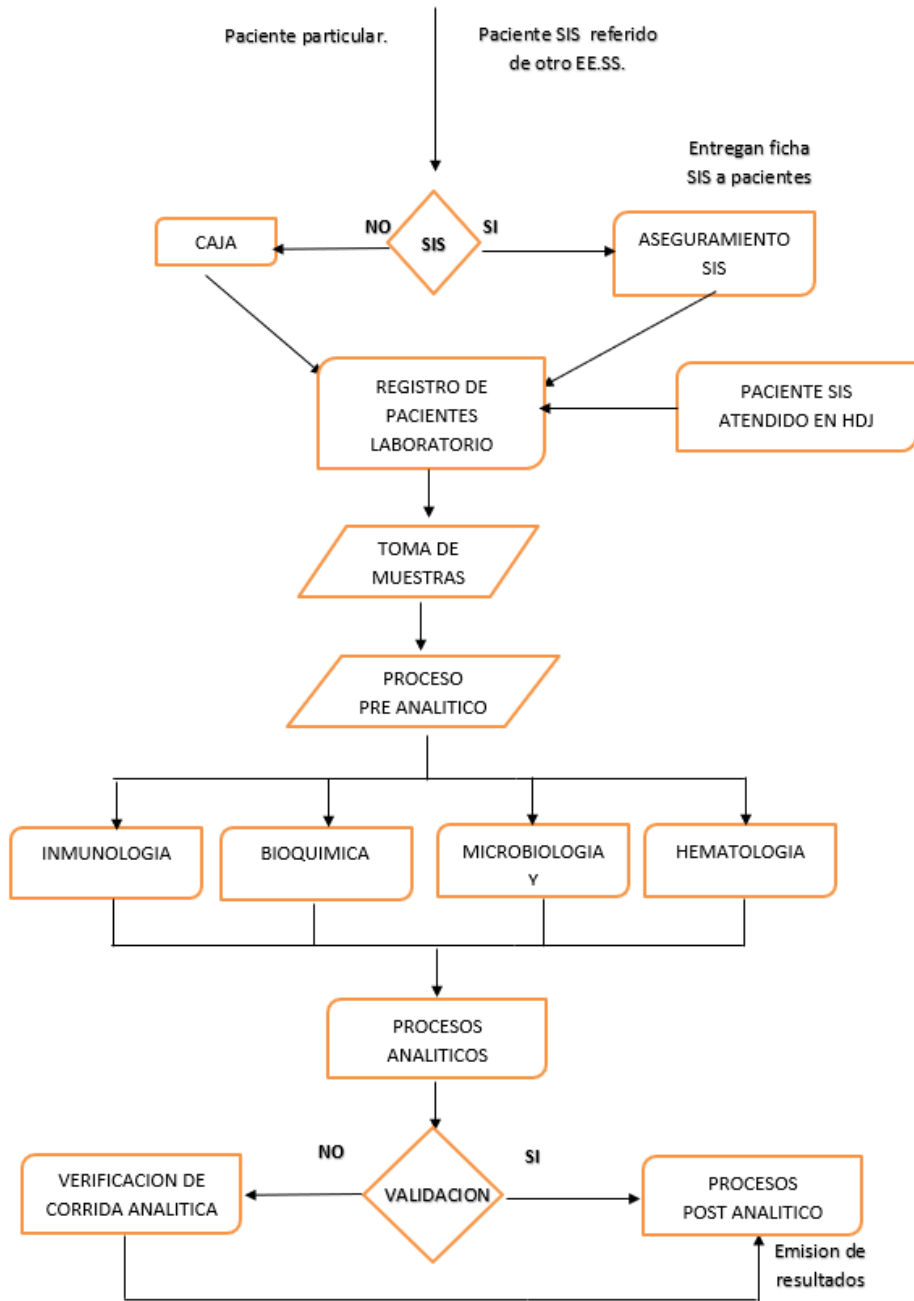 Paciente particular.
Paciente SIS referido
de otro EE.SS.
Entregan ficha
SIS a pacientes
NO
SI
CAJA
SIS
ASEGURAMIENTO
SIS
REGISTRO DE
PACIENTES
LABORATORIO
PACIENTE SIS
ATENDIDO EN HDJ
TOMA DE
MUESTRAS
PROCESO
PRE ANALITICO
INMUNOLOGIA
BIOQUIMICA
MICROBIOLOGIA
Y
HEMATOLOGIA
PROCESOS
ANALITICOS
NO
SI
VERIFICACION DE
CORRIDA ANALITICA
VALIDACION
PROCESOS
POST ANALITICO
Emision de
resultados